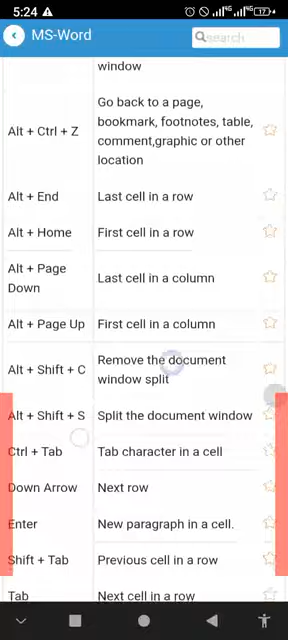 5:24
4G 4G 17
MS-Word
search
window
Alt + Ctrl + Z
Go back to a page,
bookmark, footnotes, table,
comment,graphic or other
location
Alt + End
Last cell in a row
Alt + Home
First cell in a row
Alt + Page
Down
Last cell in a column
Alt + Page Up
First cell in a column
Alt + Shift + C
Remove the document
window split
Alt + Shift + S
Split the document window
Ctrl + Tab
Tab character in a cell
Down Arrow
Next row
Enter
New paragraph in a cell.
Shift + Tab
Previous cell in a row
Tab
Next cell in a row